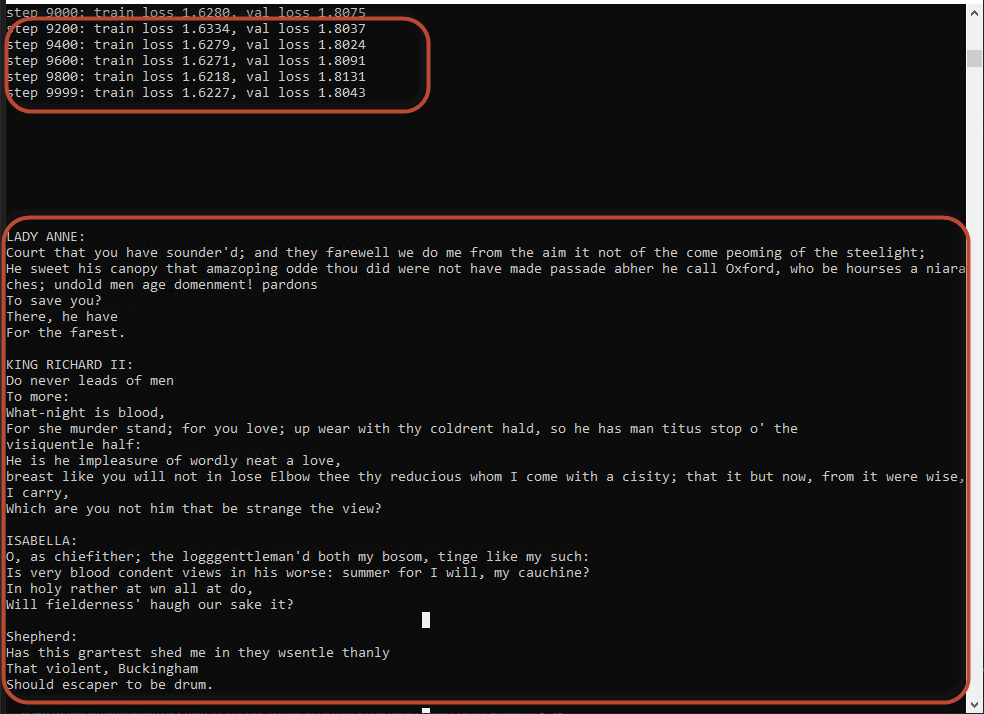 step 9000: train loss 1.6280, val loss 1.8075
step 9200: train loss 1.6334, val loss 1.8037
step 9400: train loss 1.6279, val loss 1.8024
step 9600: train loss 1.6271, val loss 1.8091
step 9800: train loss 1.6218, val loss 1.8131
step 9999: train loss 1.6227, val loss 1.8043
LADY ANNE:
Court that you have sounder'd; and they farewell we do me from the aim it not of the come peoming of the steelight;
He sweet his canopy that amazoping odde thou did were not have made passade abher he call Oxford, who be hourses a niara
ches; undold men age domenment! pardons
To save you?
There, he have
For the farest.
KING RICHARD II:
Do never leads of men
To more:
What-night is blood,
For she murder stand; for you love; up wear with thy coldrent hald, so he has man titus stop o' the
visiquentle half:
He is he impleasure of wordly neat a love,
breast like you will not in lose Elbow thee thy reducious whom I come with a cisity; that it but now, from it were wise,
I carry,
Which are you not him that be strange the view?
ISABELLA:
O, as chiefither; the logggenttleman'd both my bosom, tinge like my such:
Is very blood condent views in his worse: summer for I will, my cauchine?
In holy rather at wn all at do,
Will fielderness' haugh our sake it?
Shepherd:
Has this grartest shed me in they wsentle thanly
That violent, Buckingham
Should escaper to be drum.